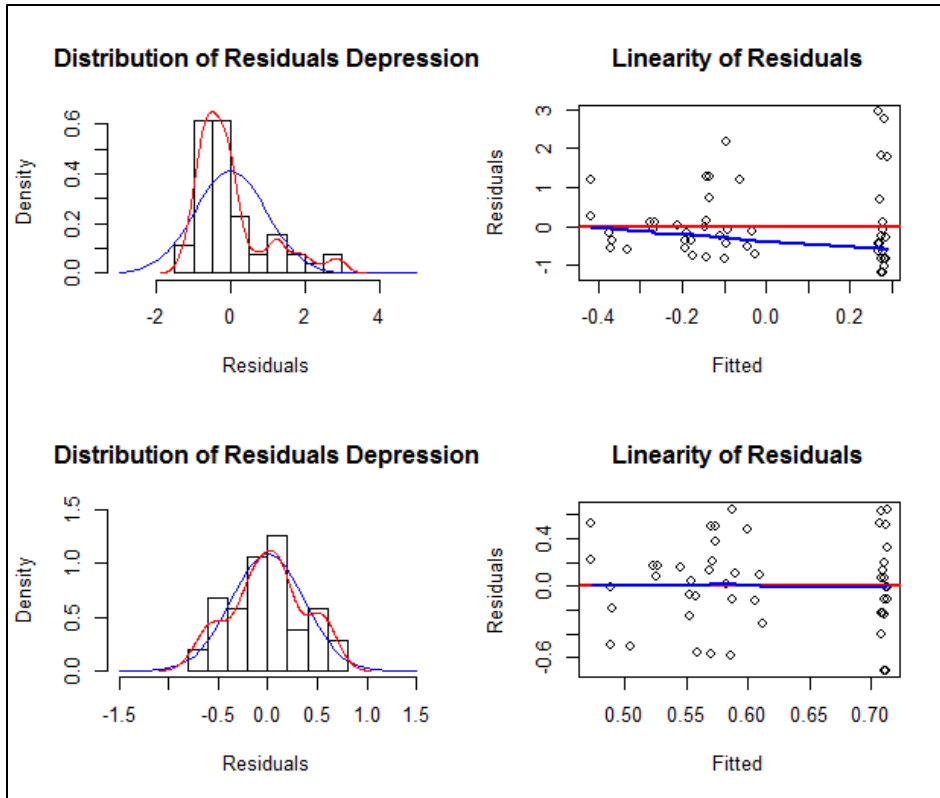 Distribution of Residuals Depression
Density
0.0 0.2 0.4 0.6
-2 0 2 4
Residuals
Linearity of Residuals
Residuals
-1 0 1 2 3
-0.4 -0.2 0.0 0.2
Fitted
Distribution of Residuals Depression
Density
0.0 0.5 1.0 1.5
-1.5 -0.5 0.0 0.5 1.0 1.5
Residuals
Linearity of Residuals
Residuals
-0.6 0.0 0.4
0.50 0.55 0.60 0.65 0.70
Fitted